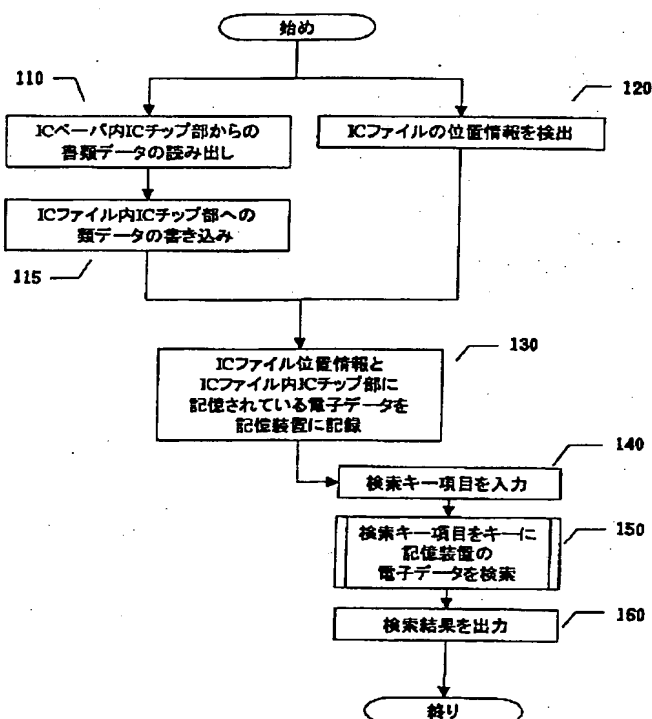 始め
110
ICペーパ内ICチップ部からの
書類データの読み出し
120
ICファイルの位置情報を検出
ICファイル内ICチップ部への
類データの書き込み
115
130
ICファイル位置情報と
ICファイル内ICチップ部に
記憶されている電子データを
記憶装置に記録
140
検索キー項目を入力
150
検索キー項目をキーに
記憶装置の
電子データを検索
160
検索結果を出力
終り